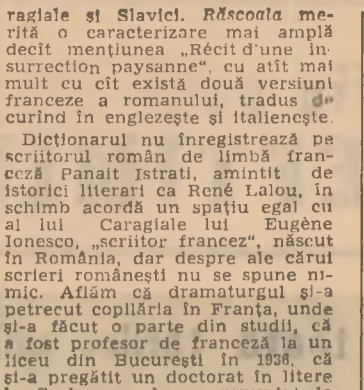 ragiale și Slavici. Răscoala me-
rită o caracterizare mai amplă
decît mențiunea „Récit d'une in-
surrection paysanne“, cu atît mai
mult cu cît există două versiuni
franceze a romanului, tradus de
curînd în englezește și italienește.
Dicționarul nu înregistrează pe
scriitorul român de limbă fran-
ceză Panait Istrati, amintit de
istorici literari ca René Lalou, în
schimb acordă un spațiu egal cu
al lui Caragiale lui Eugène
Ionesco, „scriitor francez“, născut
în România, dar despre ale cărui
scrieri românești nu se spune ni-
mic. Aflăm că dramaturgul și-a
petrecut copilăria în Franța, unde
și-a făcut o parte din studii, că
a fost profesor de franceză la un
liceu din București în 1936, că
și-a pregătit un doctorat în litere